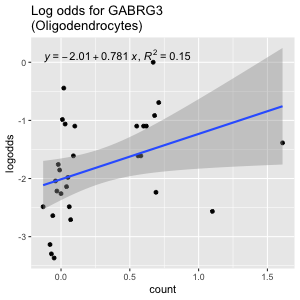 Log odds for GABRG3
(Oligodendrocytes)
y = −2.01 + 0.781 x, R² = 0.15
0
-1
-2
-3
logodds
0.0 0.5 1.0 1.5
count